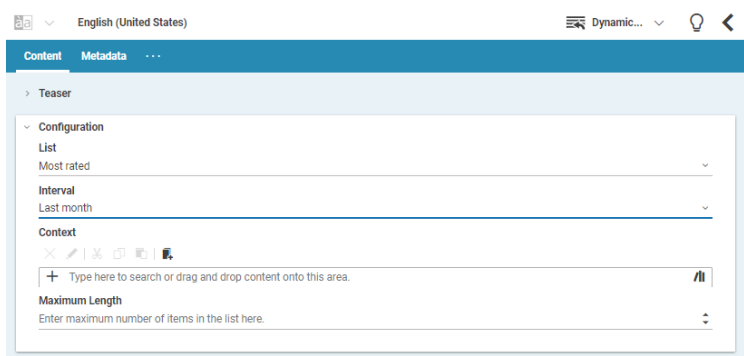 English (United States)
Dynamic...
Content Metadata ...
Teaser
Configuration
List
Most rated
Interval
Last month
Context
Type here to search or drag and drop content onto this area.
Maximum Length
Enter maximum number of items in the list here.